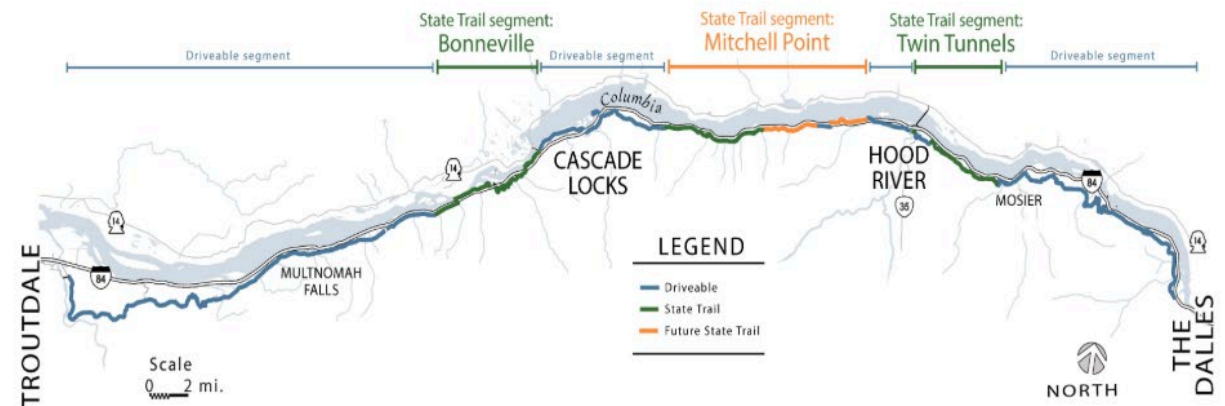 State Trail segment:
Bonneville
State Trail segment:
Mitchell Point
State Trail segment:
Twin Tunnels
Driveable segment
Driveable segment
Driveable segment
Columbia
CASCADE
LOCKS
HOOD
RIVER
MOSIER
MULTNOMAH
FALLS
TROUTDALE
THE
DALLES
14
14
84
35
84
14
LEGEND
Driveable
State Trail
Future State Trail
Scale
0 2 mi.
NORTH